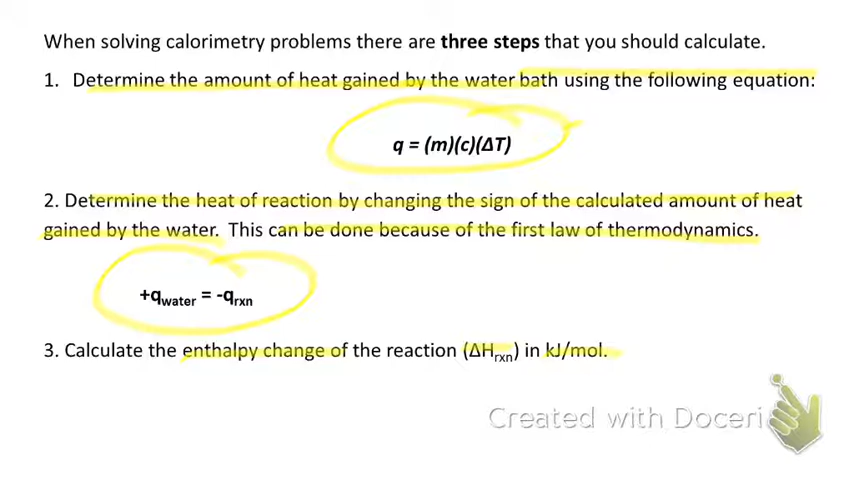 When solving calorimetry problems there are three steps that you should calculate.
1. Determine the amount of heat gained by the water bath using the following equation:
q = (m)(c)(ΔT)
2. Determine the heat of reaction by changing the sign of the calculated amount of heat
gained by the water. This can be done because of the first law of thermodynamics.
+qwater = -qrxn
3. Calculate the enthalpy change of the reaction (ΔHrxn) in kJ/mol.
Created with Doceri